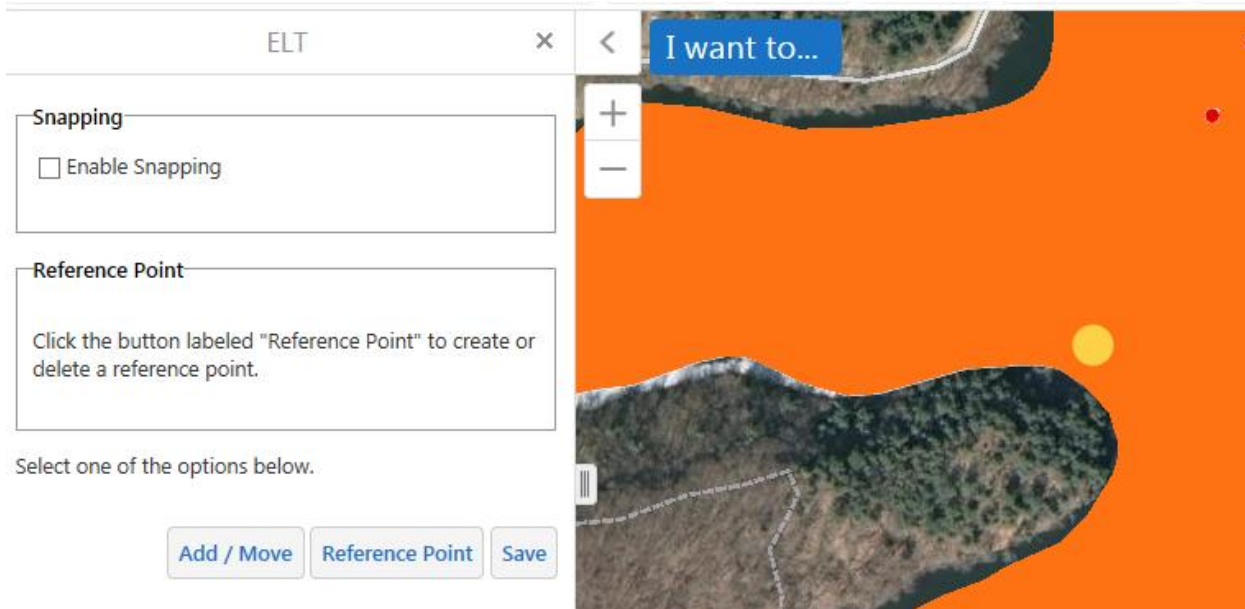 ELT
I want to...
Snapping
Enable Snapping
Reference Point
Click the button labeled "Reference Point" to create or
delete a reference point.
Select one of the options below.
Add / Move
Reference Point
Save